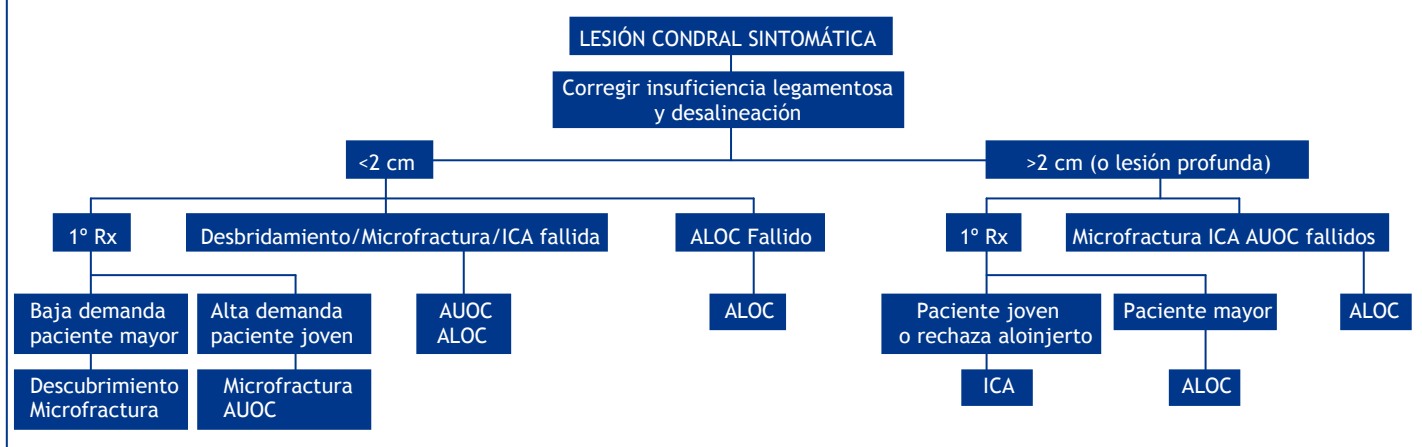 LESIÓN CONDRAL SINTOMÁTICA
Corregir insuficiencia legamentosa
y desalineación
<2 cm
>2 cm (o lesión profunda)
1º Rx
Desbridamiento/Microfractura/ICA fallida
ALOC Fallido
1º Rx
Microfractura ICA AUOC fallidos
Baja demanda
paciente mayor
Alta demanda
paciente joven
AUOC
ALOC
ALOC
Paciente joven
o rechaza aloinjerto
Paciente mayor
ALOC
Descubrimiento
Microfractura
Microfractura
AUOC
ICA
ALOC